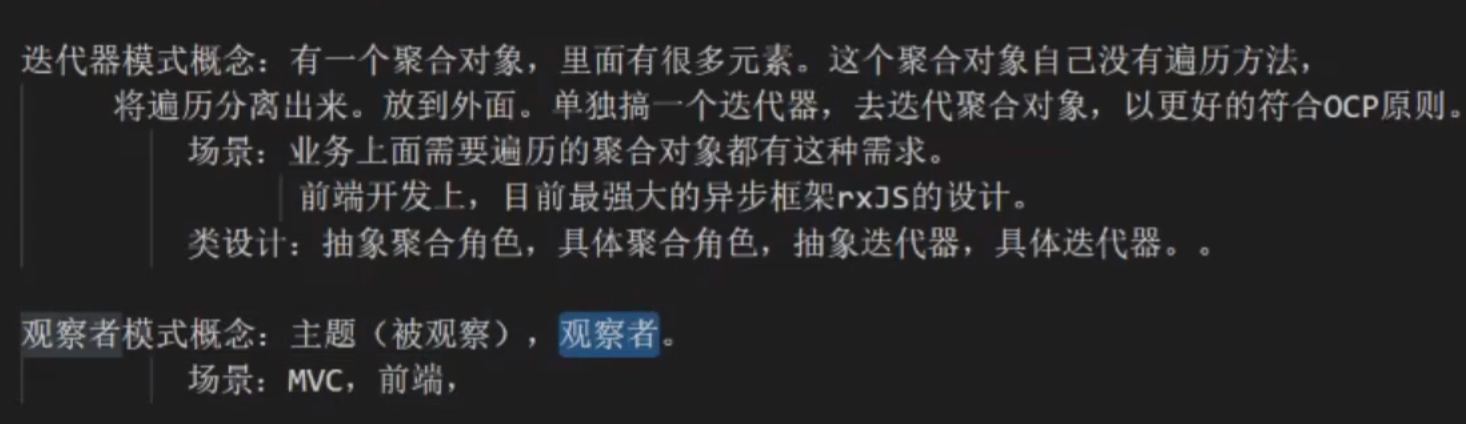 迭代器模式概念：有一个聚合对象，里面有很多元素。这个聚合对象自己没有遍历方法，
将遍历分离出来。放到外面。单独搞一个迭代器，去迭代聚合对象，以更好的符合OCP原则。
场景：业务上面需要遍历的聚合对象都有这种需求。
前端开发上，目前最强大的异步框架rxJS的设计。
类设计：抽象聚合角色，具体聚合角色，抽象迭代器，具体迭代器。。
观察者模式概念：主题（被观察），观察者。
场景：MVC，前端，